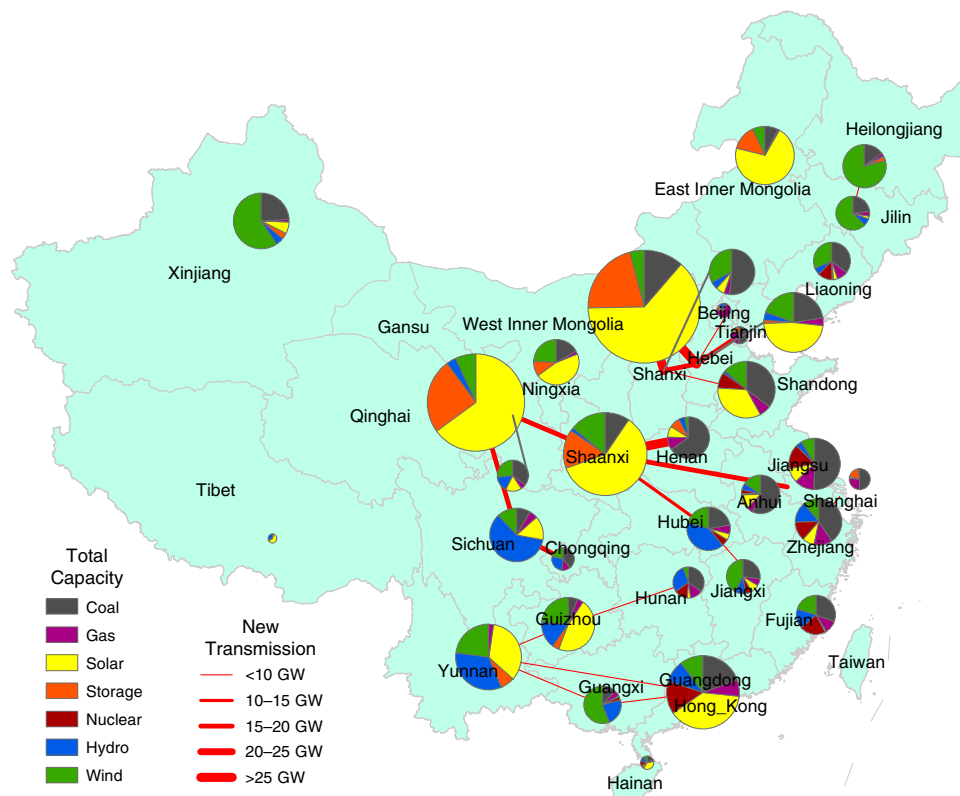 Heilongjiang
East Inner Mongolia
Jilin
Xinjiang
Liaoning
Beijing
Gansu
West Inner Mongolia
Tianjin
Hebei
Shanxi
Ningxia
Shandong
Qinghai
Shaanxi
Henan
Jiangsu
Tibet
Anhui
Shanghai
Hubei
Sichuan
Chongqing
Zhejiang
Hunan
Jiangxi
Guizhou
Fujian
Yunnan
Taiwan
Guangxi
Guangdong
Hong_Kong
Hainan
Total
Capacity
Coal
Gas
Solar
Storage
Nuclear
Hydro
Wind
New
Transmission
<10 GW
10–15 GW
15–20 GW
20–25 GW
>25 GW